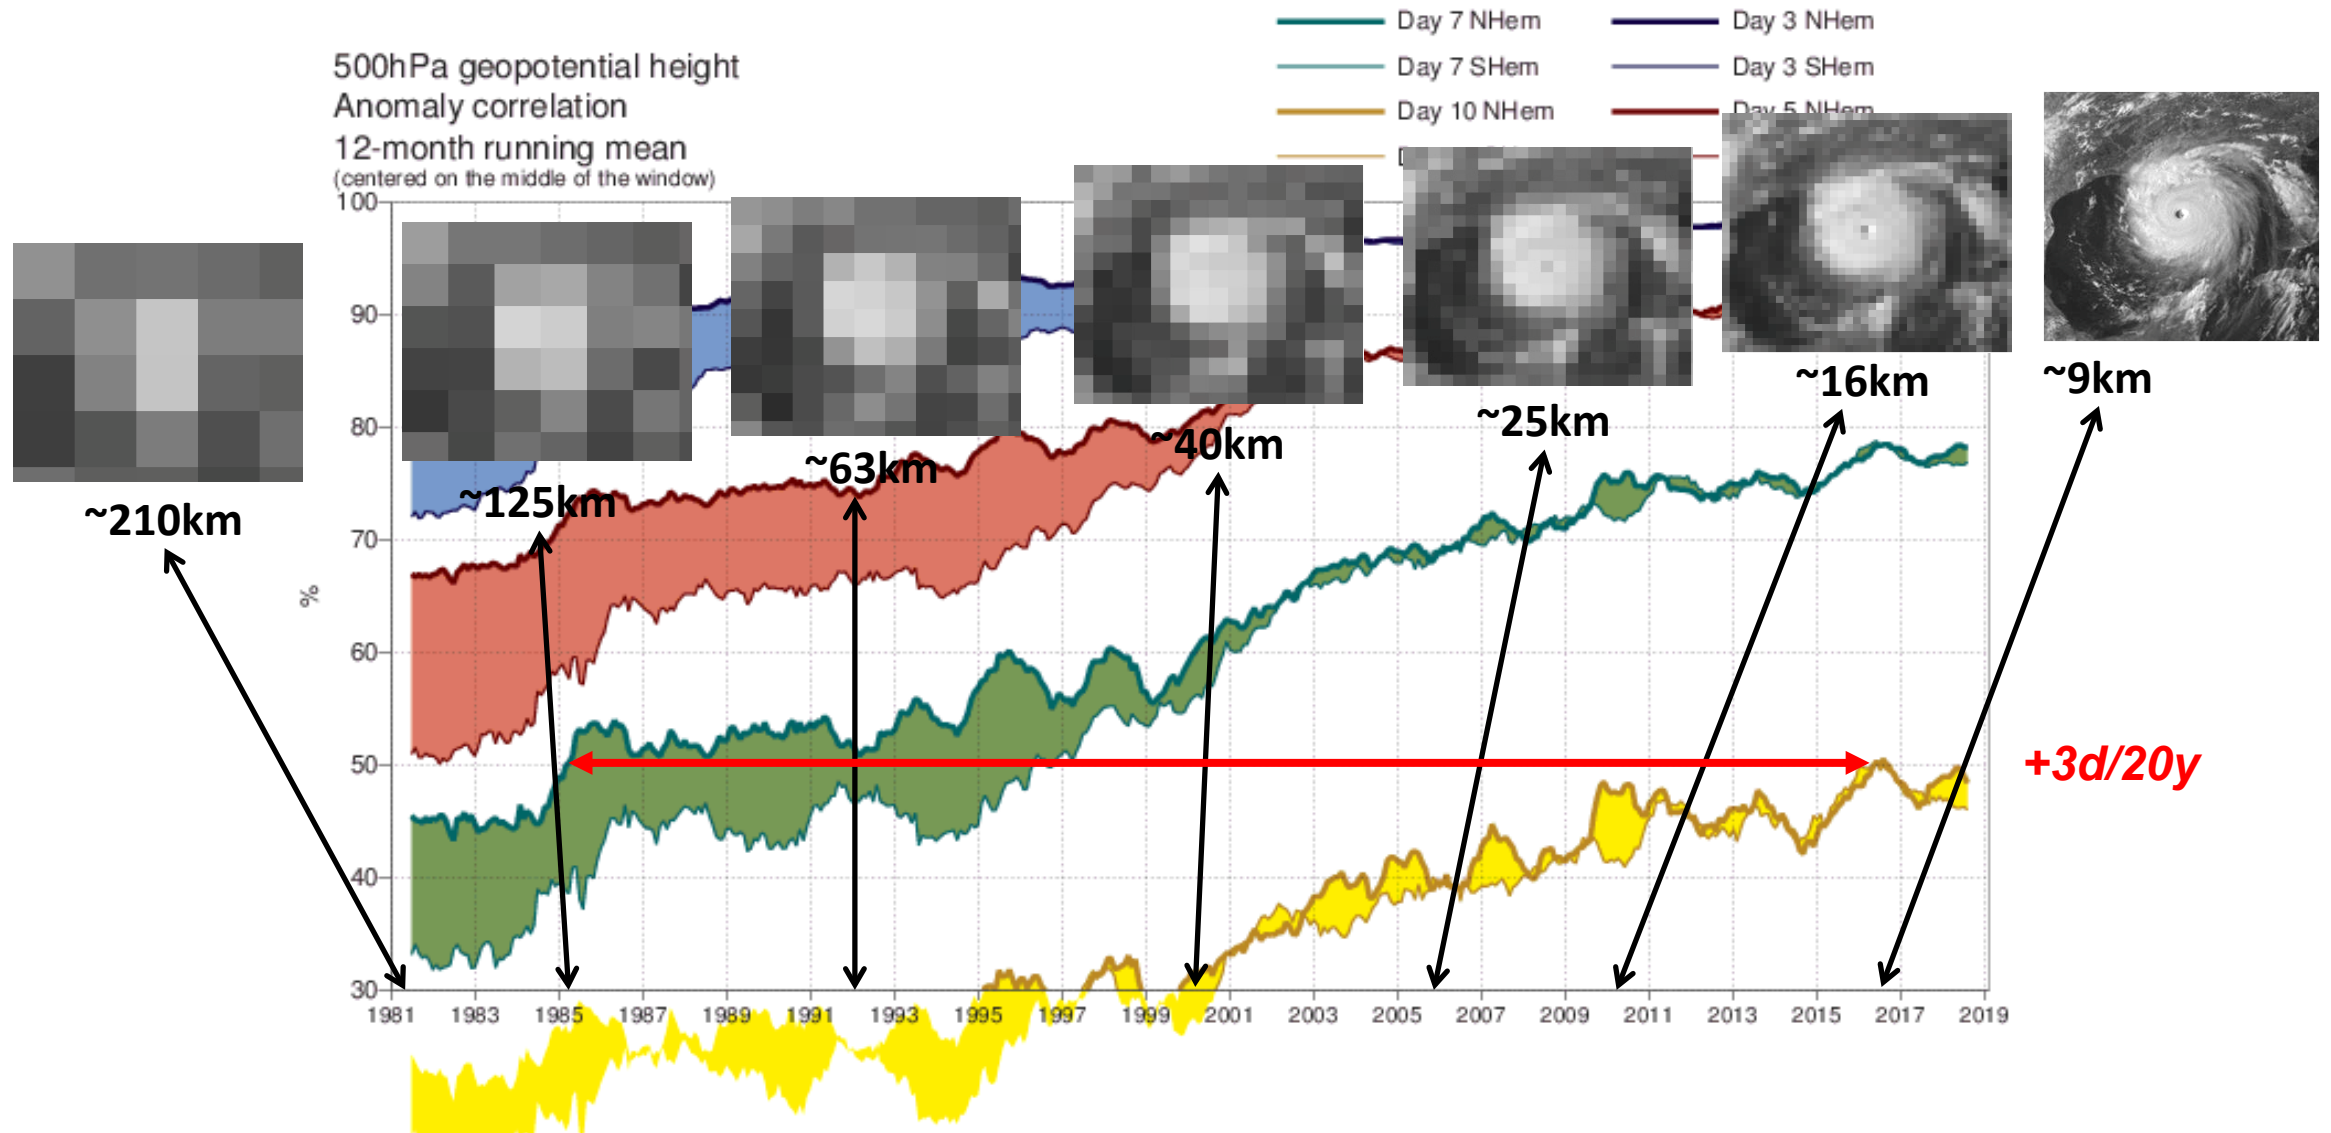 Day 7 NHem
Day 3 NHem
500hPa geopotential height
Day 7 SHem
Day 3 SHem
Anomaly correlation
Day 10 NHem
Day 5 NHem
12-month running mean
(centered on the middle of the window)
100
90
80
70
60
50
40
30
%
~210km
~125km
~63km
~40km
~25km
~16km
~9km
+3d/20y
1981 1983 1985 1987 1989 1991 1993 1995 1997 1999 2001 2003 2005 2007 2009 2011 2013 2015 2017 2019